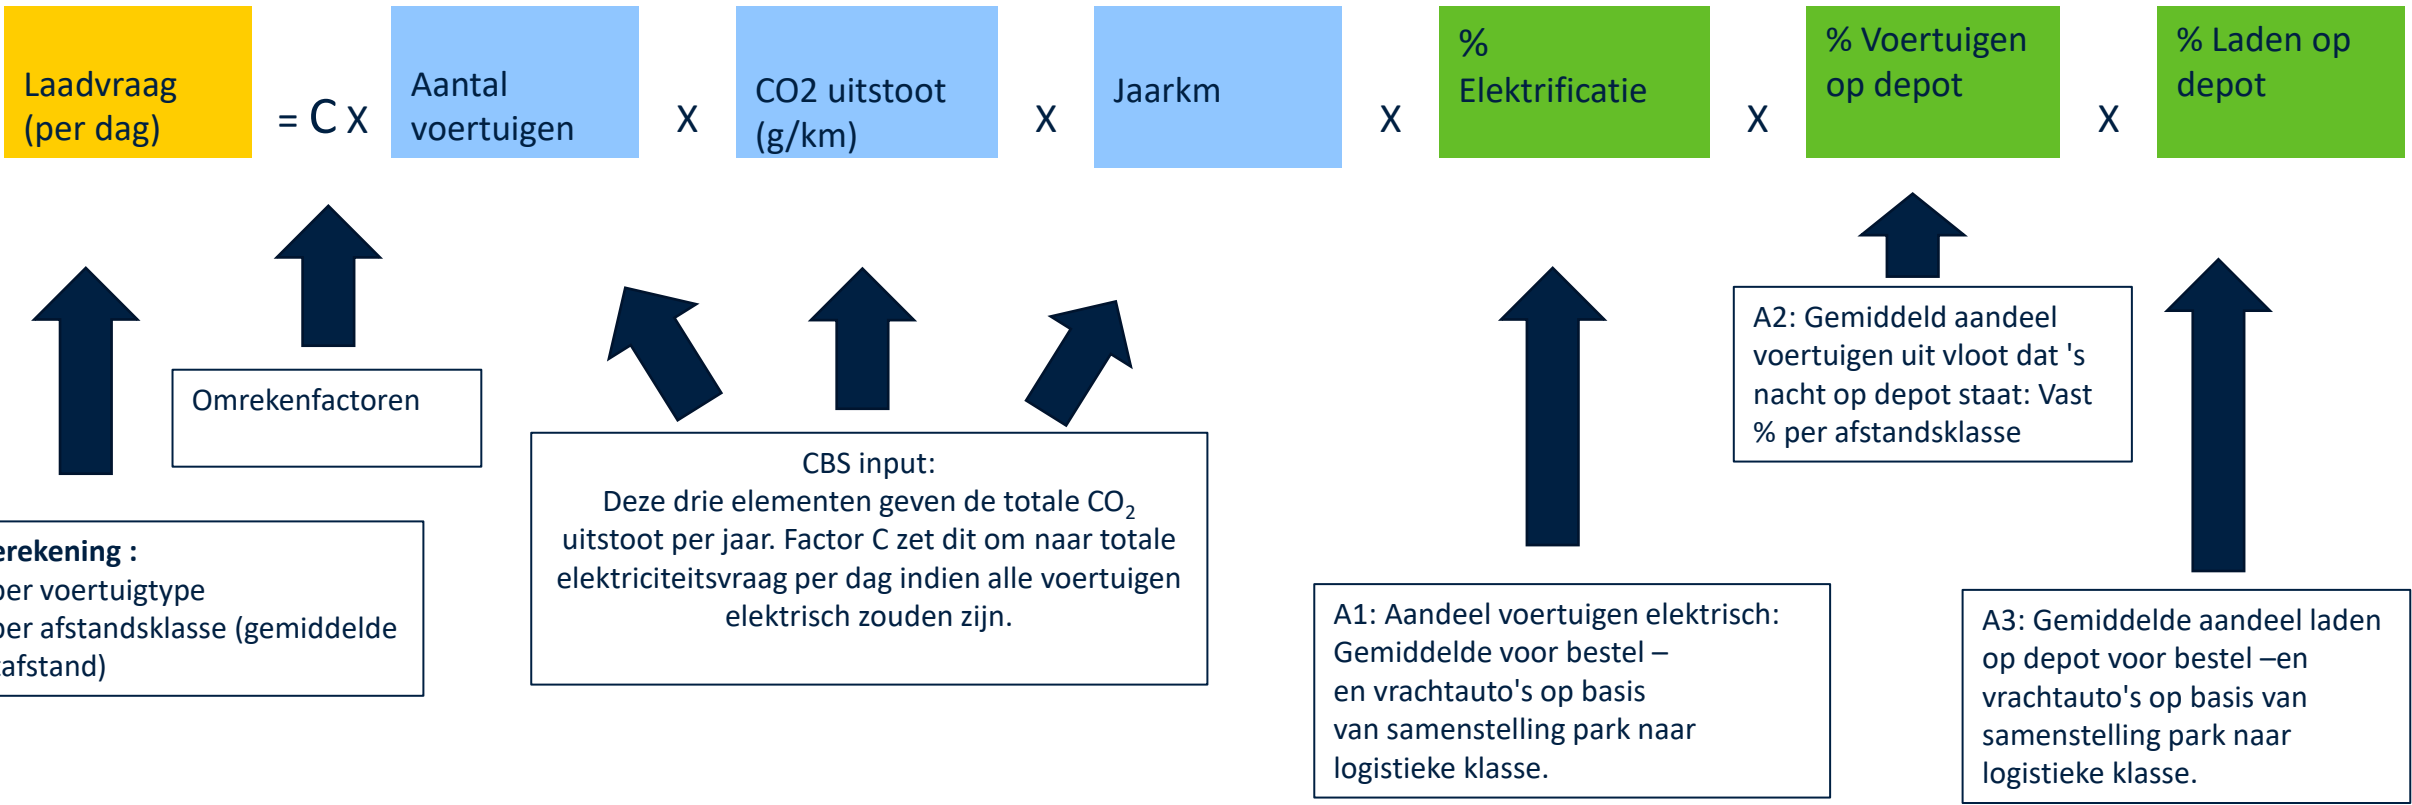 Laadvraag
(per dag)
= C X
Aantal
voertuigen
X
CO2 uitstoot
(g/km)
X
Jaarkm
X
%
Elektrificatie
X
% Voertuigen
op depot
X
% Laden op
depot
Omrekenfactoren
erekening :
per voertuigtype
per afstandsklasse (gemiddelde
afstand)
CBS input:
Deze drie elementen geven de totale CO₂
uitstoot per jaar. Factor C zet dit om naar totale
elektriciteitsvraag per dag indien alle voertuigen
elektrisch zouden zijn.
A1: Aandeel voertuigen elektrisch:
Gemiddelde voor bestel –
en vrachtauto's op basis
van samenstelling park naar
logistieke klasse.
A2: Gemiddeld aandeel
voertuigen uit vloot dat 's
nacht op depot staat: Vast
% per afstandsklasse
A3: Gemiddelde aandeel laden
op depot voor bestel –en
vrachtauto's op basis van
samenstelling park naar
logistieke klasse.